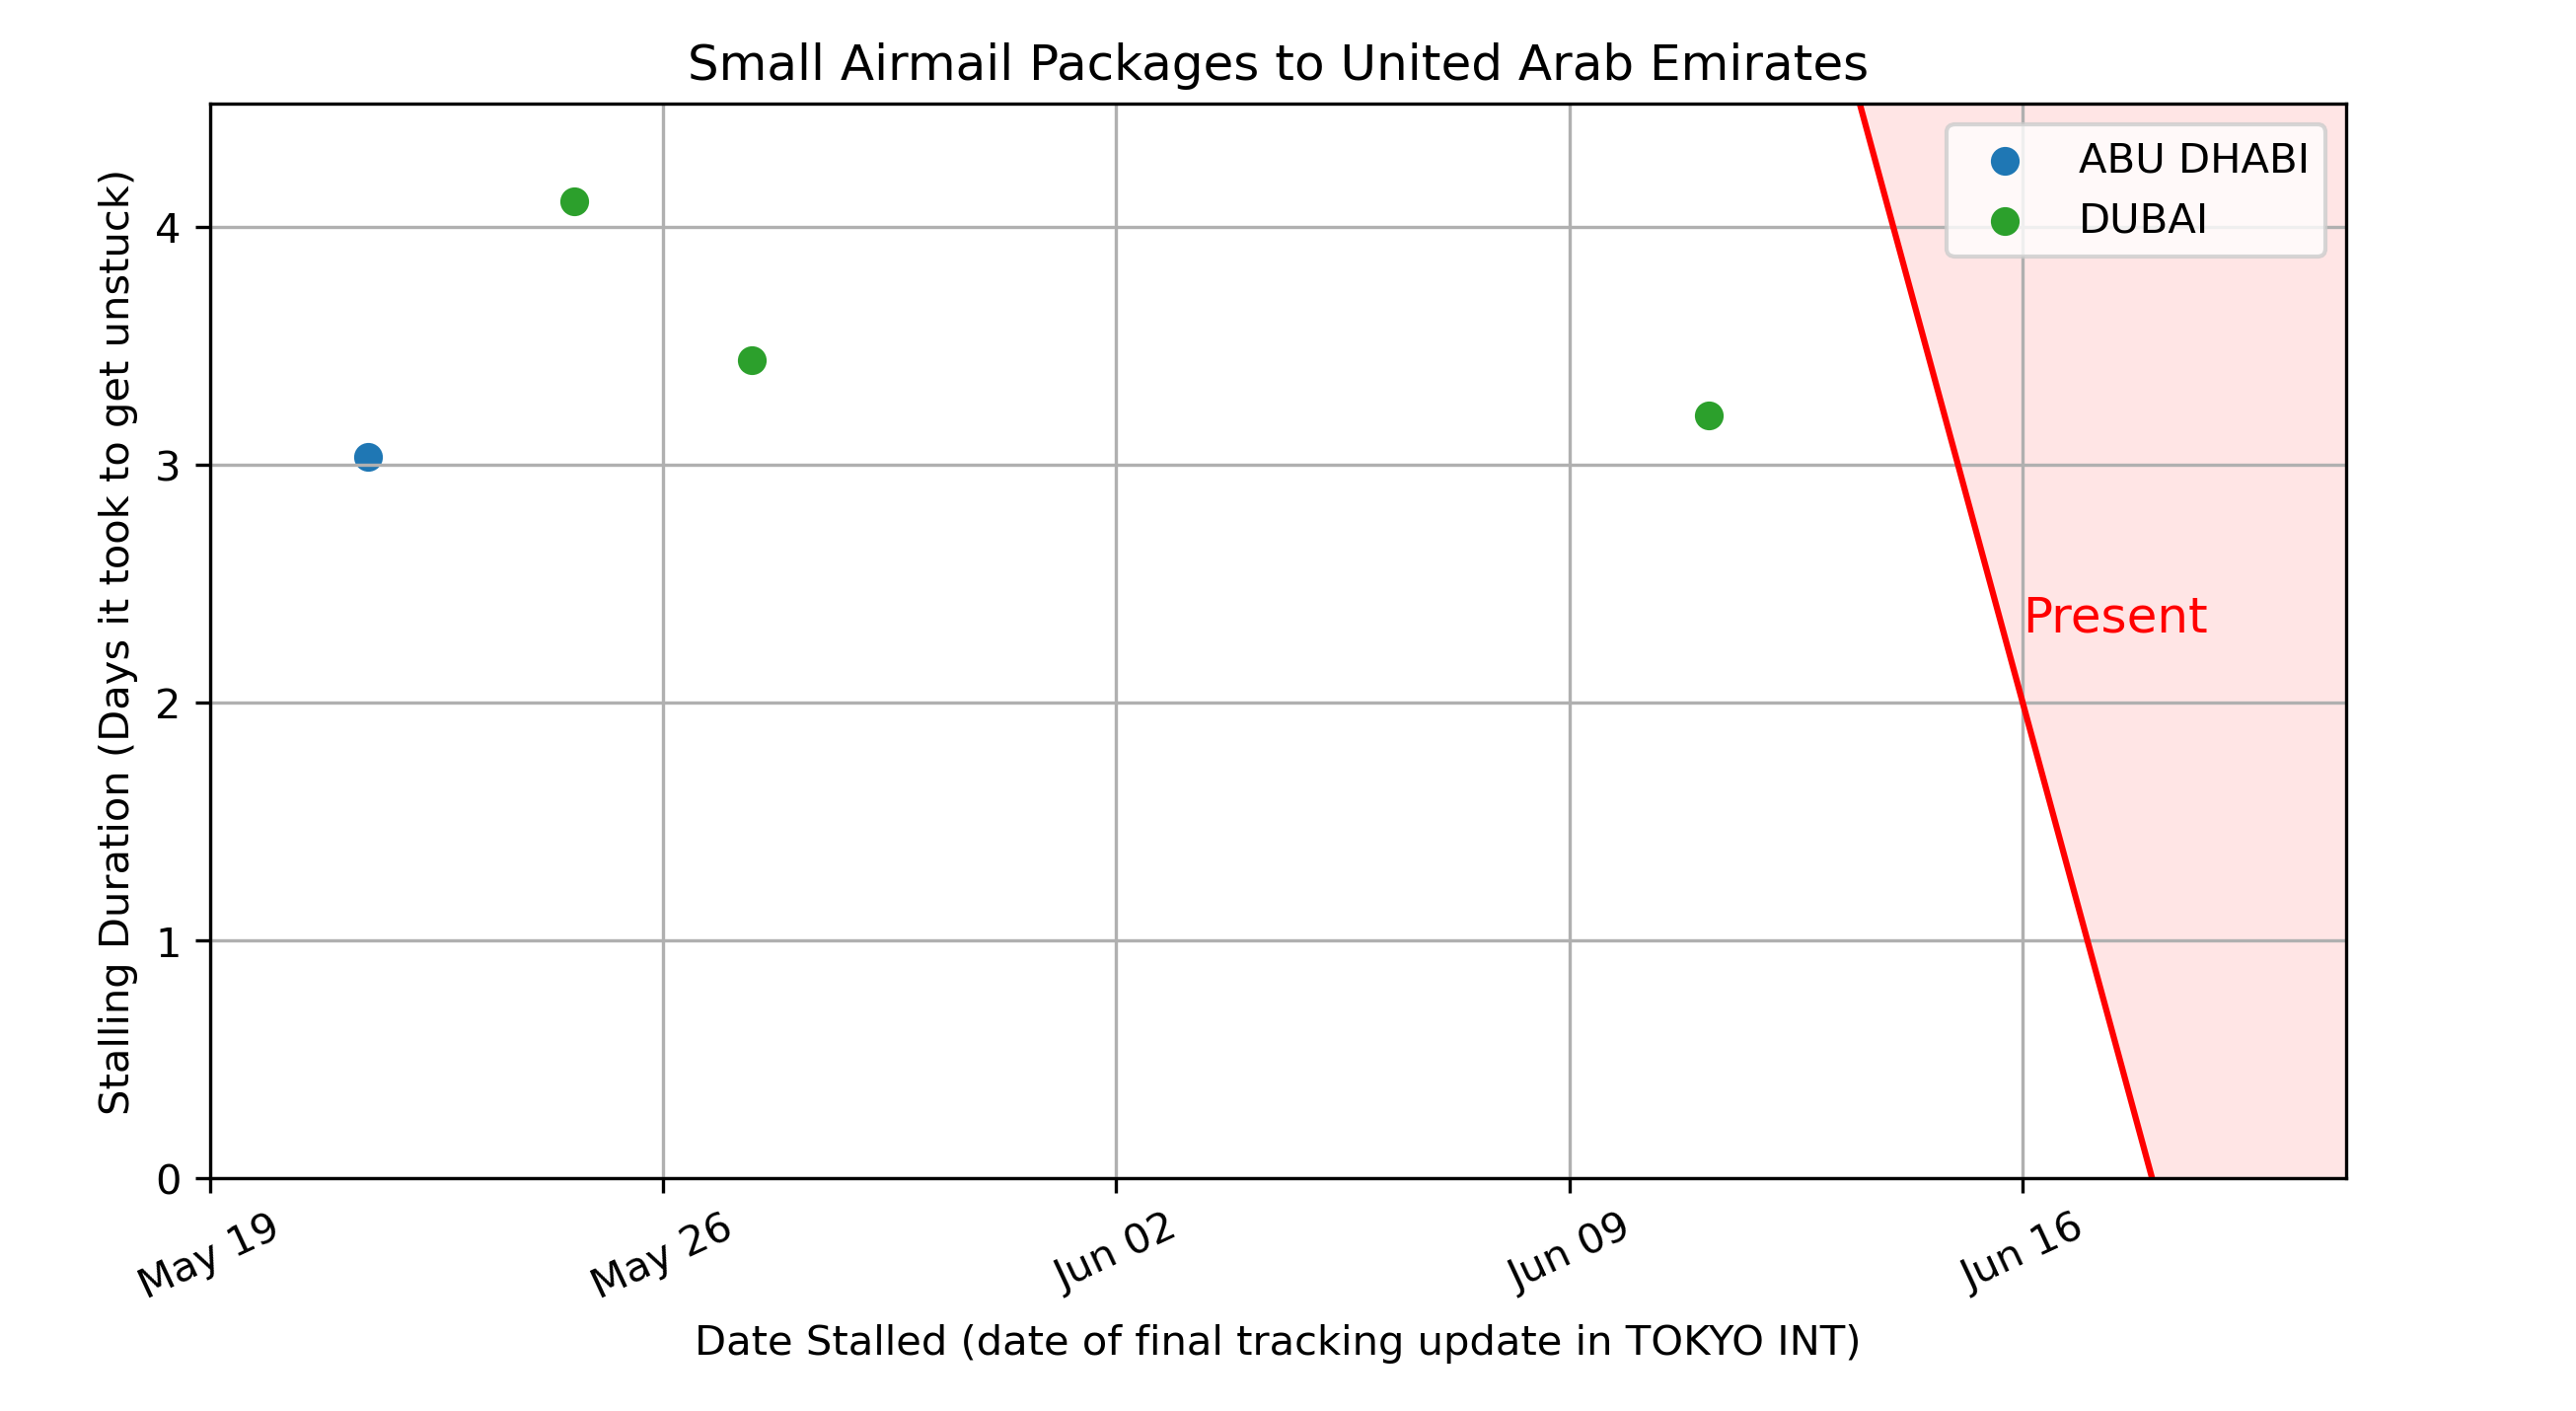 Small Airmail Packages to United Arab Emirates
Stalling Duration (Days it took to get unstuck)
4
3
2
1
0
ABU DHABI
DUBAI
Present
May 19
May 26
Jun 02
Jun 09
Jun 16
Date Stalled (date of final tracking update in TOKYO INT)